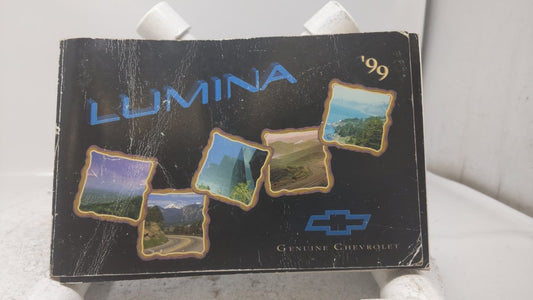 LUMINA
'99
GENUINE CHEVROLET